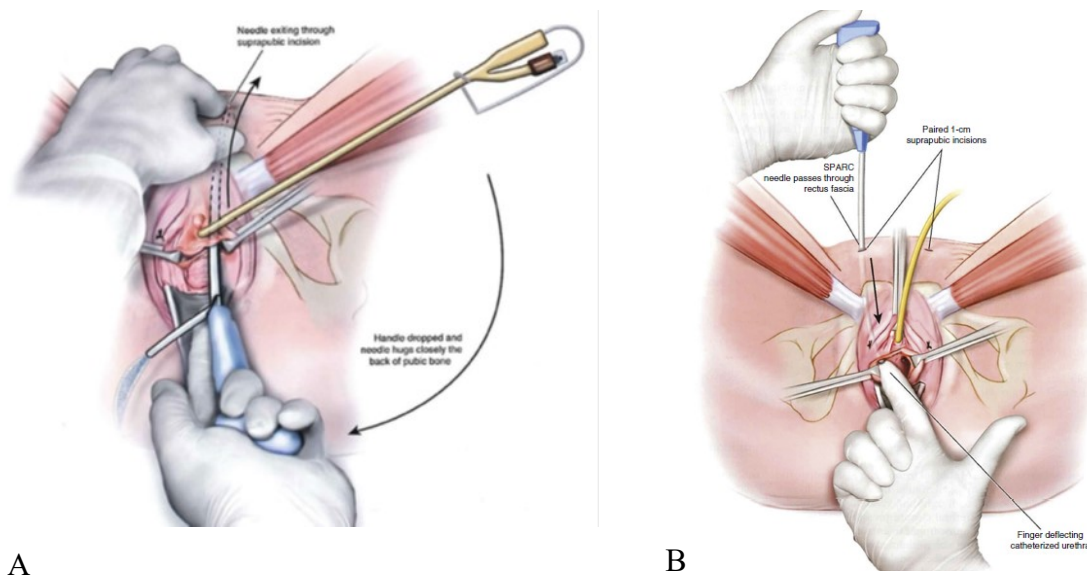 Needle exiting through
suprapubic incision
Handle dropped and
needle hugs closely the
back of pubic bone
A
Paired 1-cm
suprapubic incisions
SPARC
needle passes through
rectus fascia
Finger deflecting
catheterized urethra
B